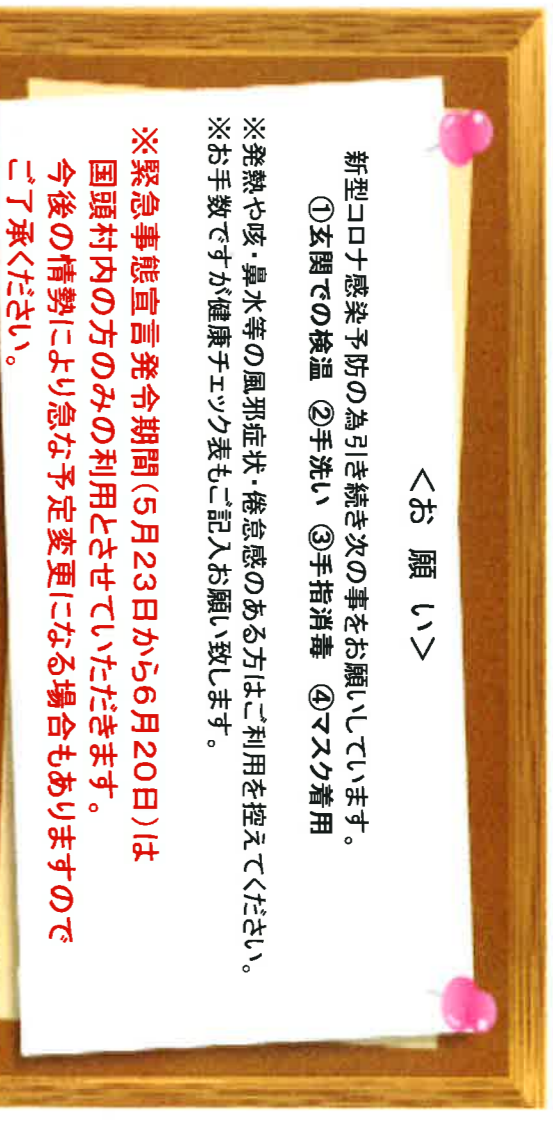 <お 願 い>
新型コロナ感染予防の為引き続き次の事をお願いしています。
①玄関での検温 ②手洗い ③手指消毒 ④マスク着用
※発熱や咳・鼻水等の風邪症状・倦怠感のある方はご利用を控えてください。
※お手数ですが健康チェック表もご記入お願い致します。
※緊急事態宣言発令期間(5月23日から6月20日)は
国頭村内の方のみの利用とさせていただきます。
今後の情勢により急な予定変更になる場合もありますので
ご了承ください。